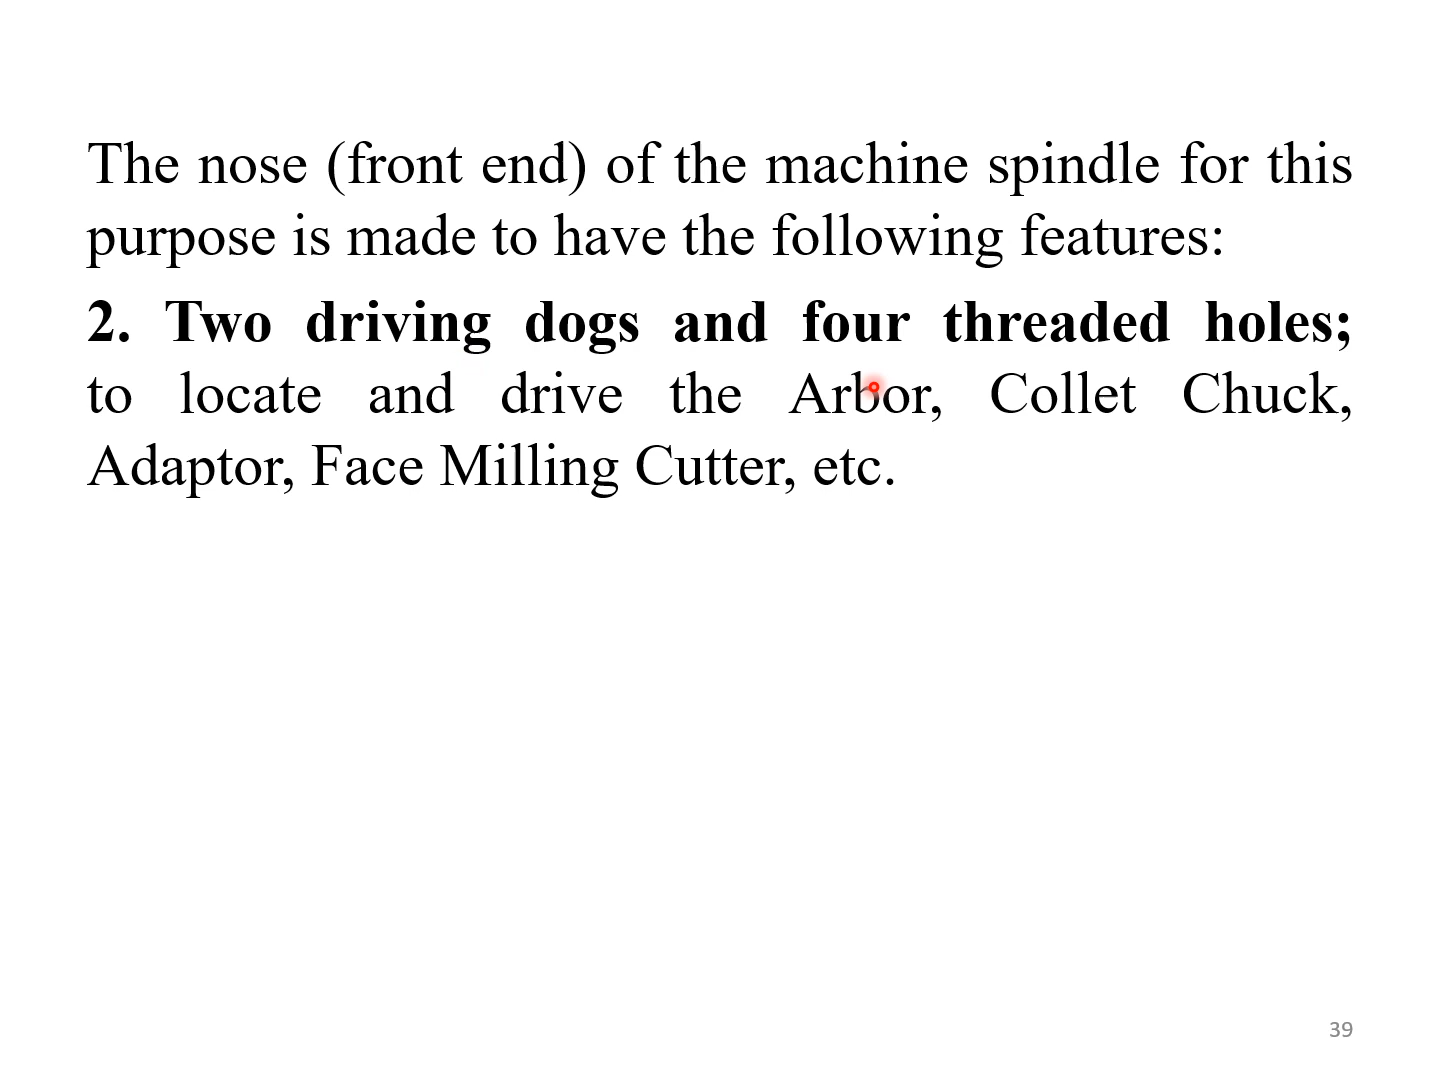 The nose (front end) of the machine spindle for this
purpose is made to have the following features:
2. Two driving dogs and four threaded holes;
to locate and drive the Arbor, Collet Chuck,
Adaptor, Face Milling Cutter, etc.
39